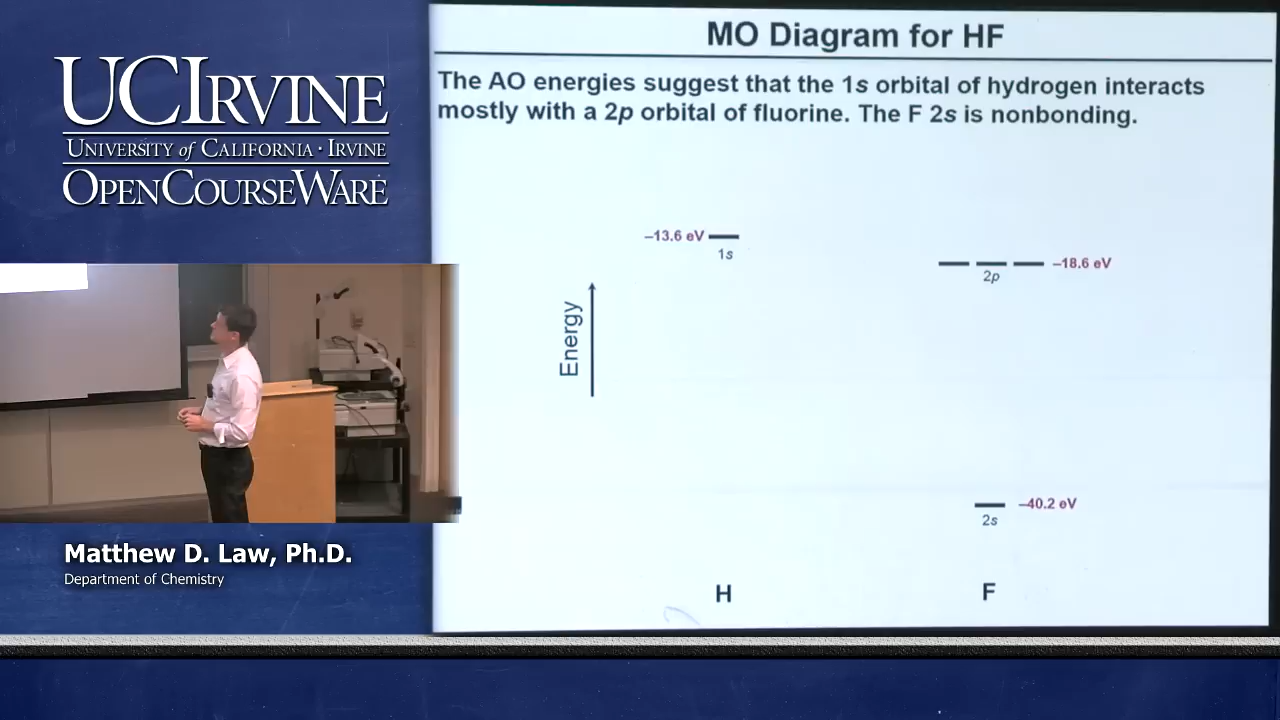 UCIRVINE
UNIVERSITY of CALIFORNIA · IRVINE
OPENCOURSEWARE
Matthew D. Law, Ph.D.
Department of Chemistry
MO Diagram for HF
The AO energies suggest that the 1s orbital of hydrogen interacts
mostly with a 2p orbital of fluorine. The F 2s is nonbonding.
–13.6 eV
1s
–18.6 eV
2p
Energy
–40.2 eV
2s
H
F